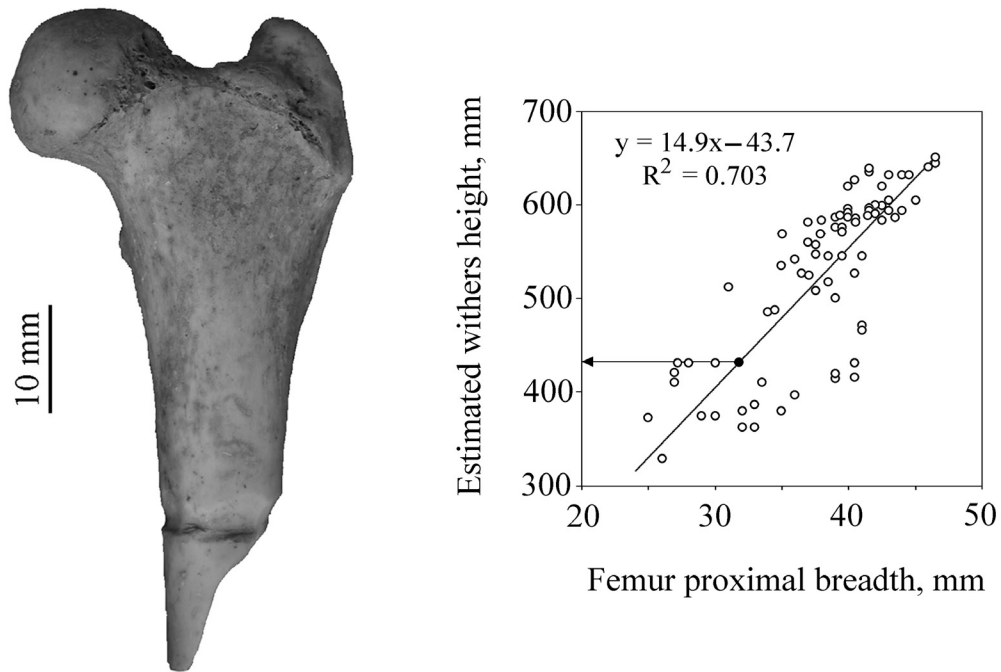 10 mm
Estimated withers height, mm
700
600
500
400
300
y = 14.9x−43.7
R² = 0.703
20
30
40
50
Femur proximal breadth, mm